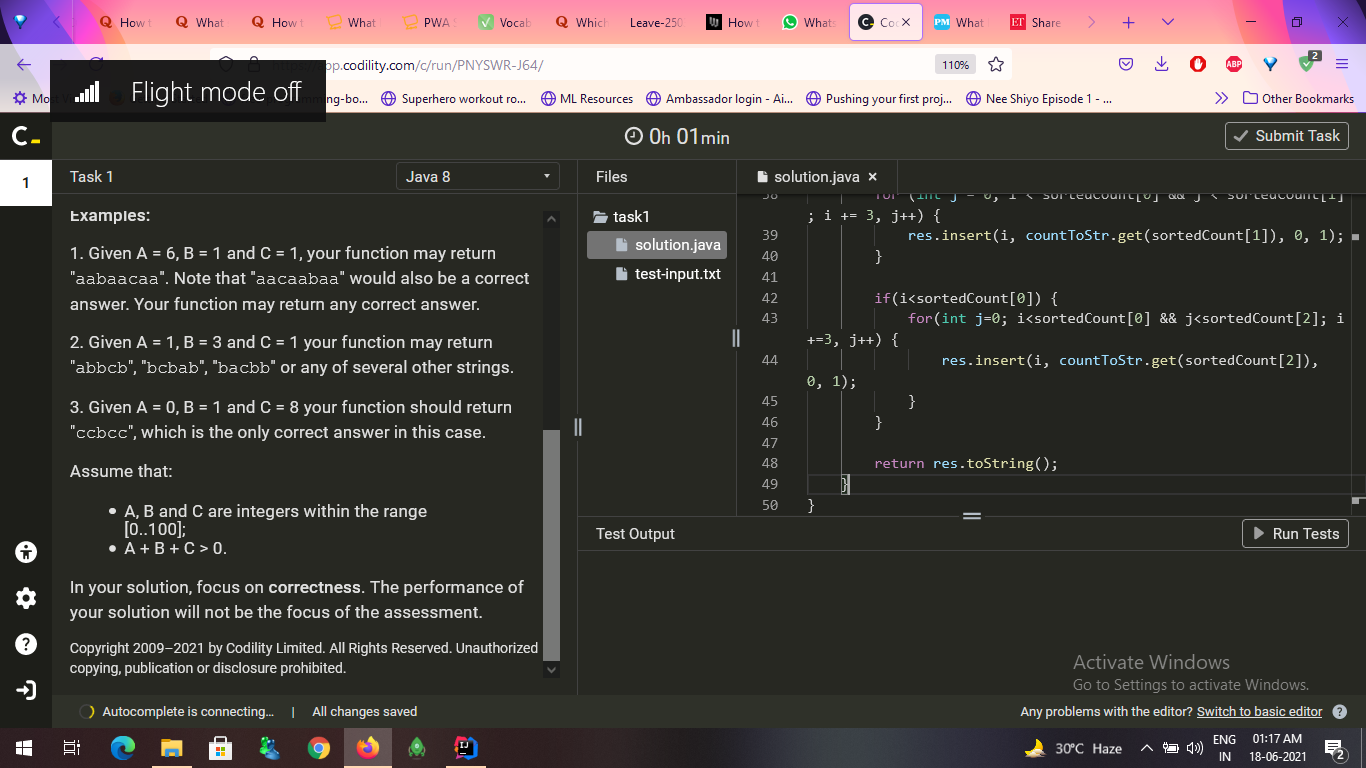 How t
What
How t
What
PWA
Vocab
Which
Leave-250
How t
Whats
Co
What
Share
pp.codility.com/c/run/PNYSWR-J64/
110%
2
Flight mode off
Superhero workout ro...
ML Resources
Ambassador login - Ai...
Pushing your first proj...
Nee Shiyo Episode 1 - ...
Other Bookmarks
0h 01min
Submit Task
1
Task 1
Java 8
Files
solution.java
task1
solution.java
test-input.txt
Examples:
1. Given A = 6, B = 1 and C = 1, your function may return
"aabaacaa". Note that "aacaabaa" would also be a correct
answer. Your function may return any correct answer.
2. Given A = 1, B = 3 and C = 1 your function may return
"abbcb", "bcbab", "bacbb" or any of several other strings.
3. Given A = 0, B = 1 and C = 8 your function should return
"ccbcc", which is the only correct answer in this case.
Assume that:
• A, B and C are integers within the range
[0..100];
• A + B + C > 0.
In your solution, focus on correctness. The performance of
your solution will not be the focus of the assessment.
Copyright 2009–2021 by Codility Limited. All Rights Reserved. Unauthorized
copying, publication or disclosure prohibited.
38 for (int j = 0; i < sortedCount[0] && j < sortedCount[1]
; i += 3, j++) {
39 res.insert(i, countToStr.get(sortedCount[1]), 0, 1);
40 }
41
42 if(i<sortedCount[0]) {
43 for(int j=0; i<sortedCount[0] && j<sortedCount[2]; i
+=3, j++) {
44 res.insert(i, countToStr.get(sortedCount[2]),
0, 1);
45 }
46 }
47
48 return res.toString();
49 }
50 }
Test Output
Run Tests
Activate Windows
Go to Settings to activate Windows.
Autocomplete is connecting... | All changes saved
Any problems with the editor? Switch to basic editor
30°C Haze
ENG
IN
01:17 AM
18-06-2021
2